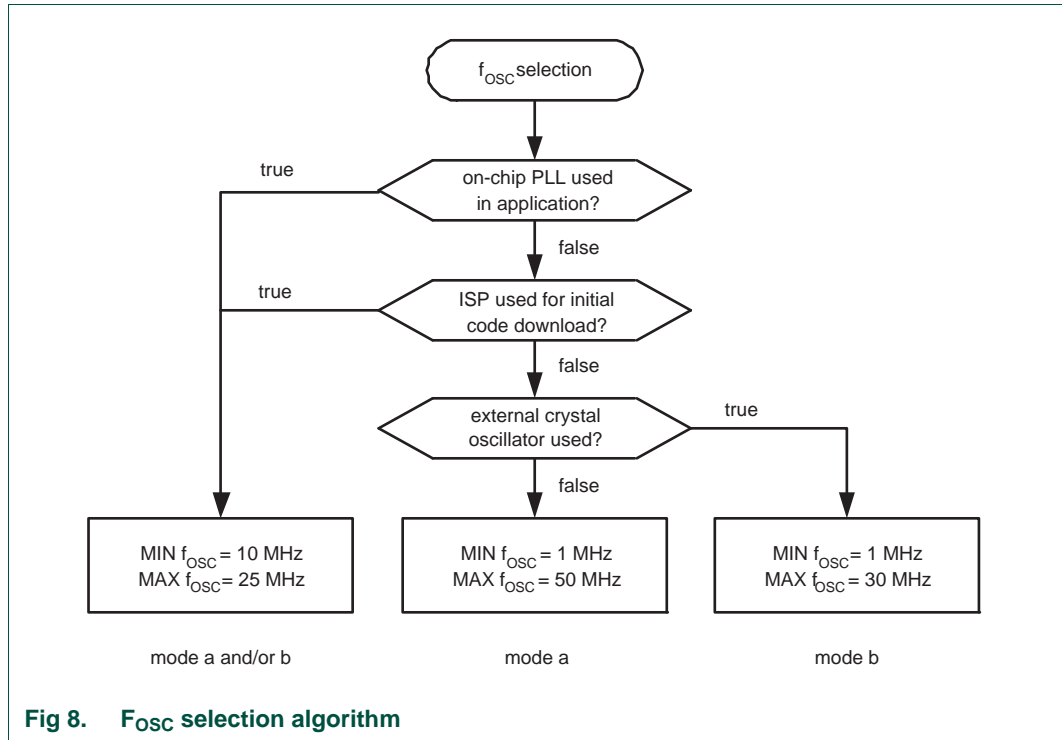 fOSC selection
true
on-chip PLL used
in application?
false
true
ISP used for initial
code download?
false
external crystal
oscillator used?
true
false
MIN fOSC = 10 MHz
MAX fOSC = 25 MHz
MIN fOSC = 1 MHz
MAX fOSC = 50 MHz
MIN fOSC = 1 MHz
MAX fOSC = 30 MHz
mode a and/or b
mode a
mode b
Fig 8. FOSC selection algorithm